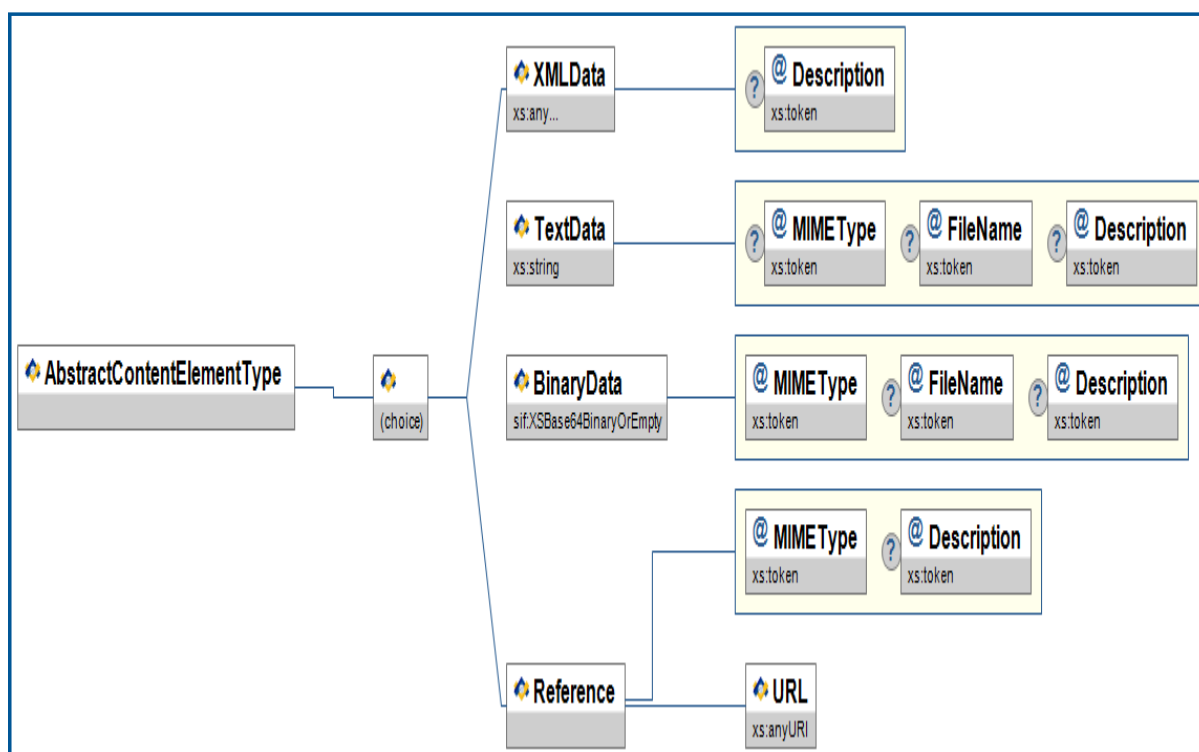 XMLData
xs:any...
? @ Description
xs:token
TextData
xs:string
? @ MIMEType
xs:token
? @ FileName
xs:token
? @ Description
xs:token
AbstractContentElementType
(choice)
BinaryData
sif:XSBase64BinaryOrEmpty
@ MIMEType
xs:token
? @ FileName
xs:token
? @ Description
xs:token
@ MIMEType
xs:token
? @ Description
xs:token
Reference
URL
xs:anyURI